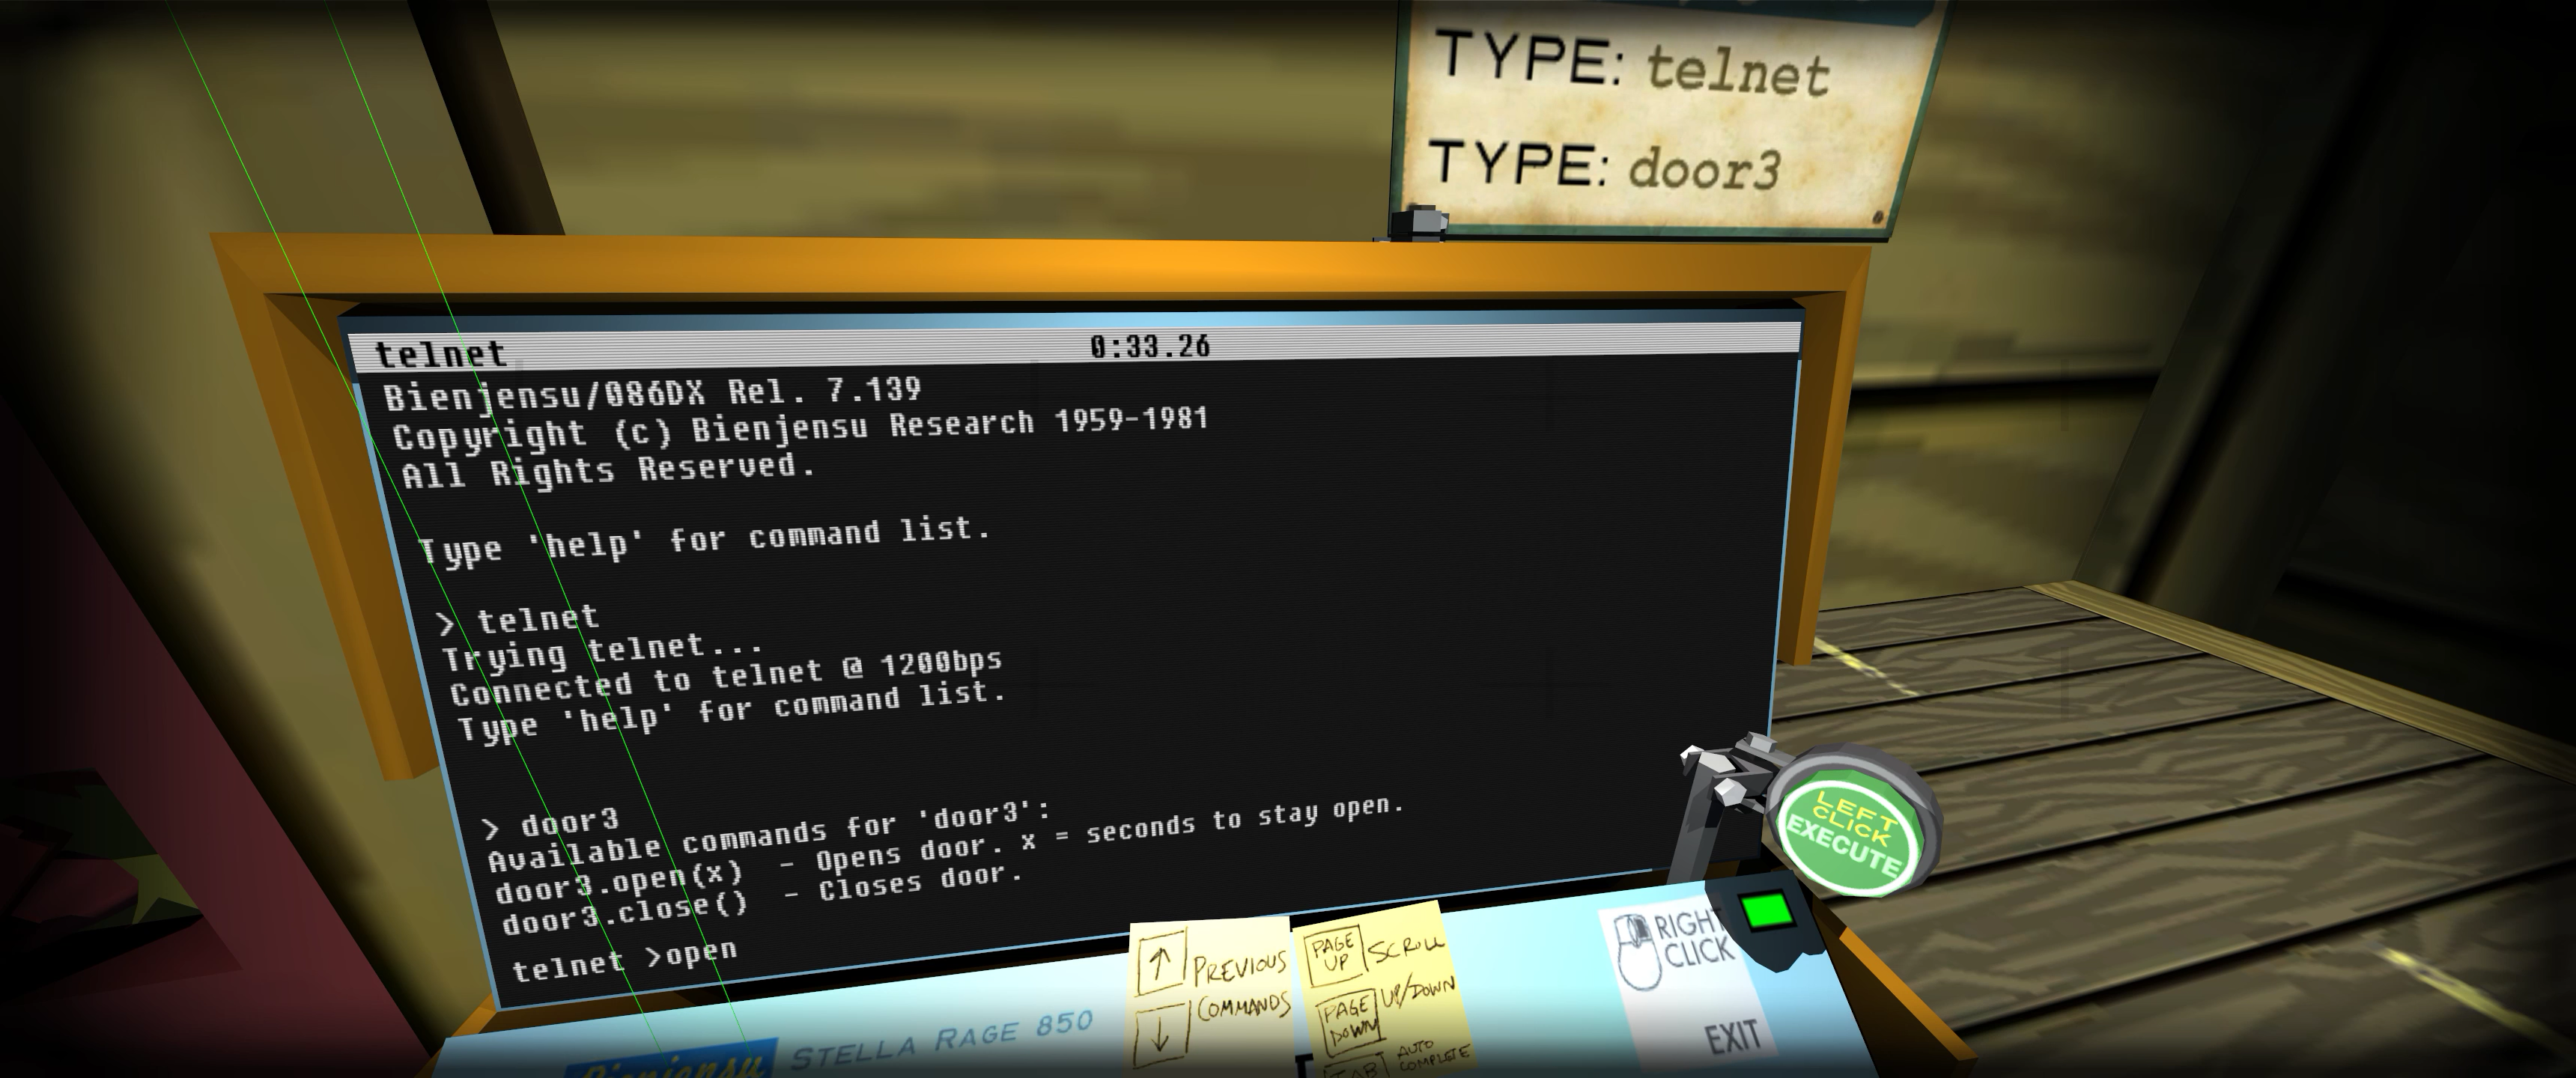 TYPE: telnet
TYPE: door3
telnet 0:33.26
Bienjensu/086DX Rel. 7.139
Copyright (c) Bienjensu Research 1959-1981
All Rights Reserved.
Type 'help' for command list.
> telnet
Trying telnet...
Connected to telnet @ 1200bps
Type 'help' for command list.
> door3
Available commands for 'door3':
door3.open(x) - Opens door. x = seconds to stay open.
door3.close() - Closes door.
telnet >open
LEFT
CLICK
EXECUTE
Bienjensu STELLA RAGE 850
↑ PREVIOUS
↓ COMMANDS
PAGE UP SCROLL
PAGE DOWN UP/DOWN
TAB AUTO COMPLETE
RIGHT
CLICK
EXIT